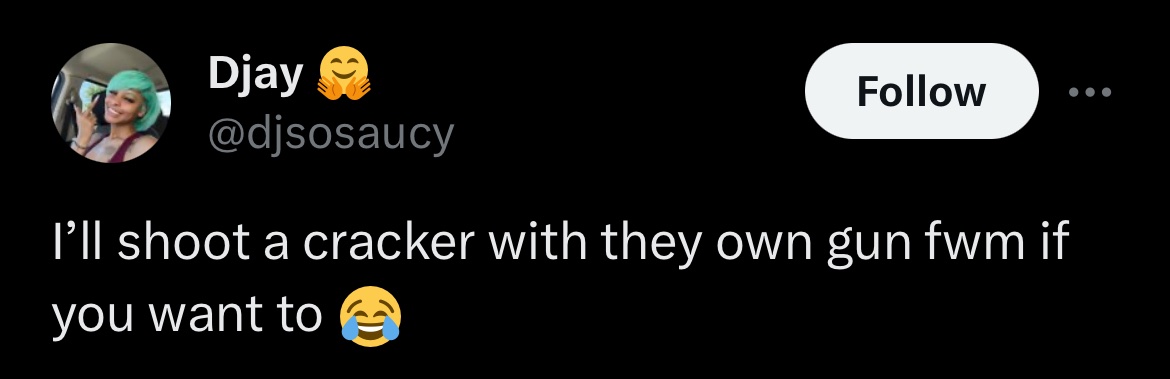 Djay 🤗
@djsosaucy
Follow
I’ll shoot a cracker with they own gun fwm if
you want to 😂